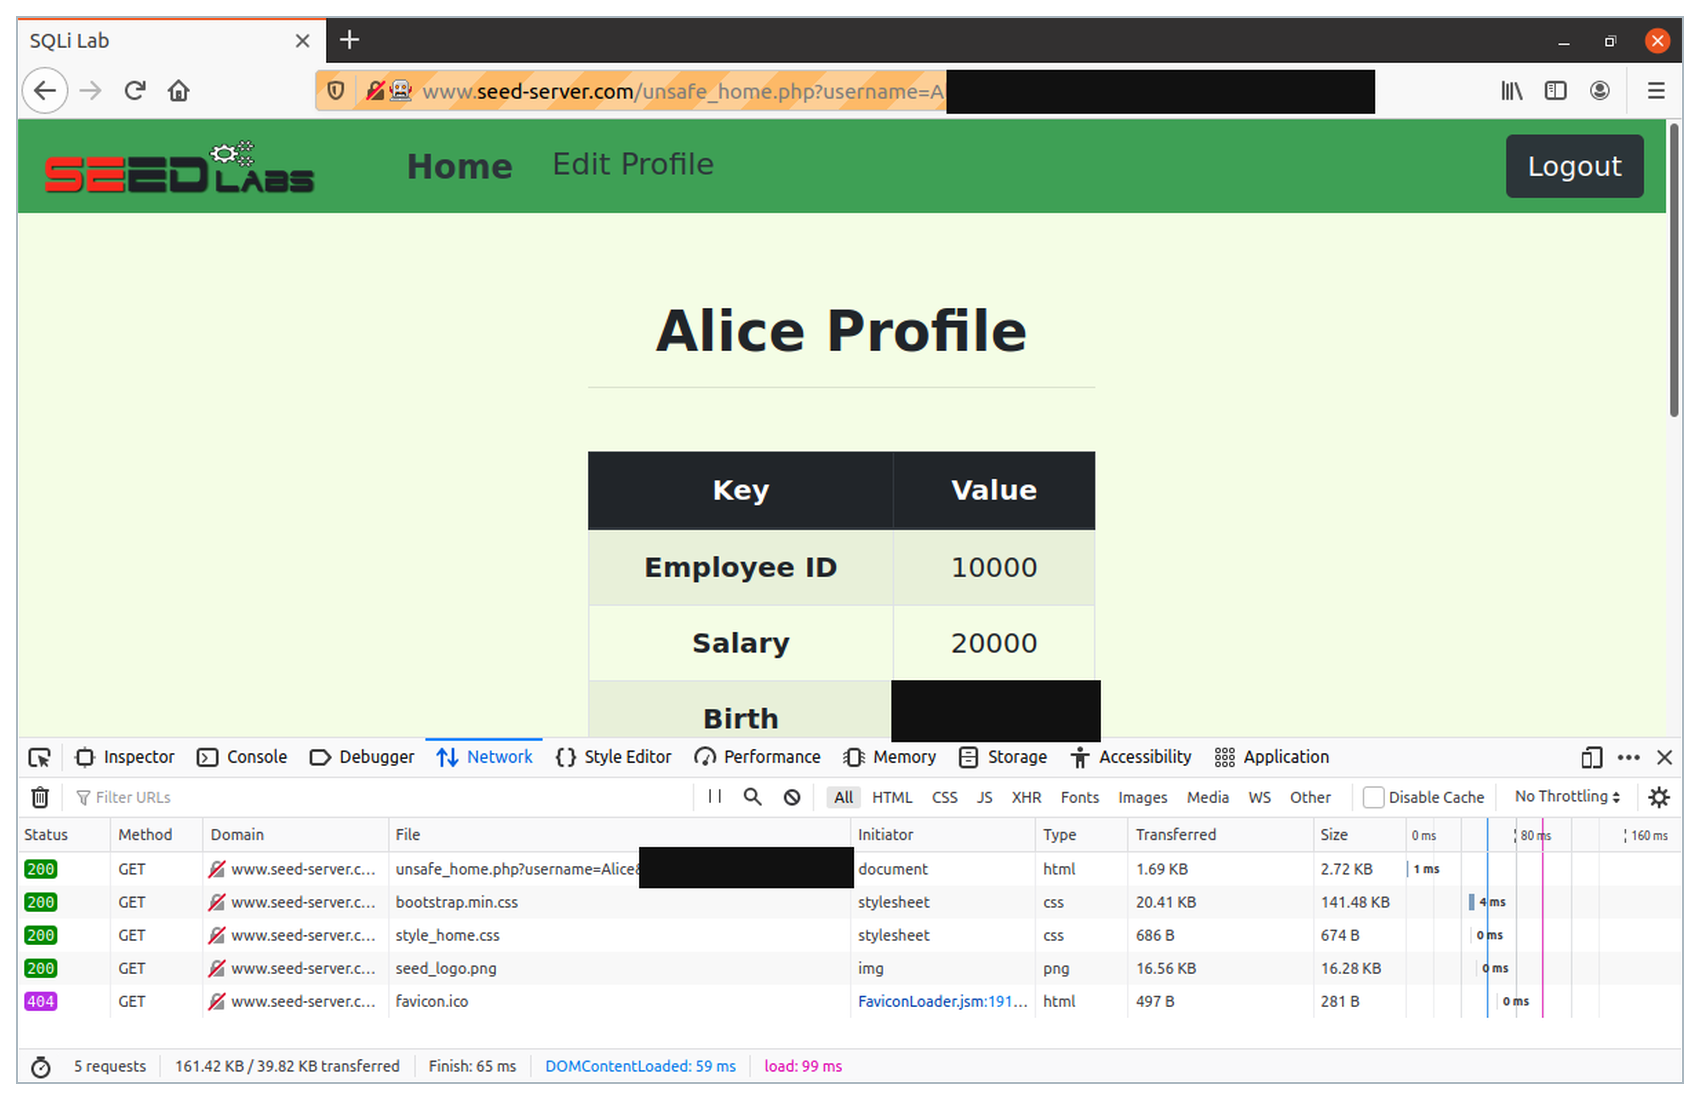 SQLi Lab
www.seed-server.com/unsafe_home.php?username=A
SEED LABS Home Edit Profile Logout
Alice Profile
Key Value
Employee ID 10000
Salary 20000
Birth
Inspector Console Debugger Network Style Editor Performance Memory Storage Accessibility Application
Filter URLs All HTML CSS JS XHR Fonts Images Media WS Other Disable Cache No Throttling
Status Method Domain File Initiator Type Transferred Size 0 ms 80 ms 160 ms
200 GET www.seed-server.c... unsafe_home.php?username=Alice& document html 1.69 KB 2.72 KB 1 ms
200 GET www.seed-server.c... bootstrap.min.css stylesheet css 20.41 KB 141.48 KB 4 ms
200 GET www.seed-server.c... style_home.css stylesheet css 686 B 674 B 0 ms
200 GET www.seed-server.c... seed_logo.png img png 16.56 KB 16.28 KB 0 ms
404 GET www.seed-server.c... favicon.ico FaviconLoader.jsm:191... html 497 B 281 B 0 ms
5 requests 161.42 KB / 39.82 KB transferred Finish: 65 ms DOMContentLoaded: 59 ms load: 99 ms